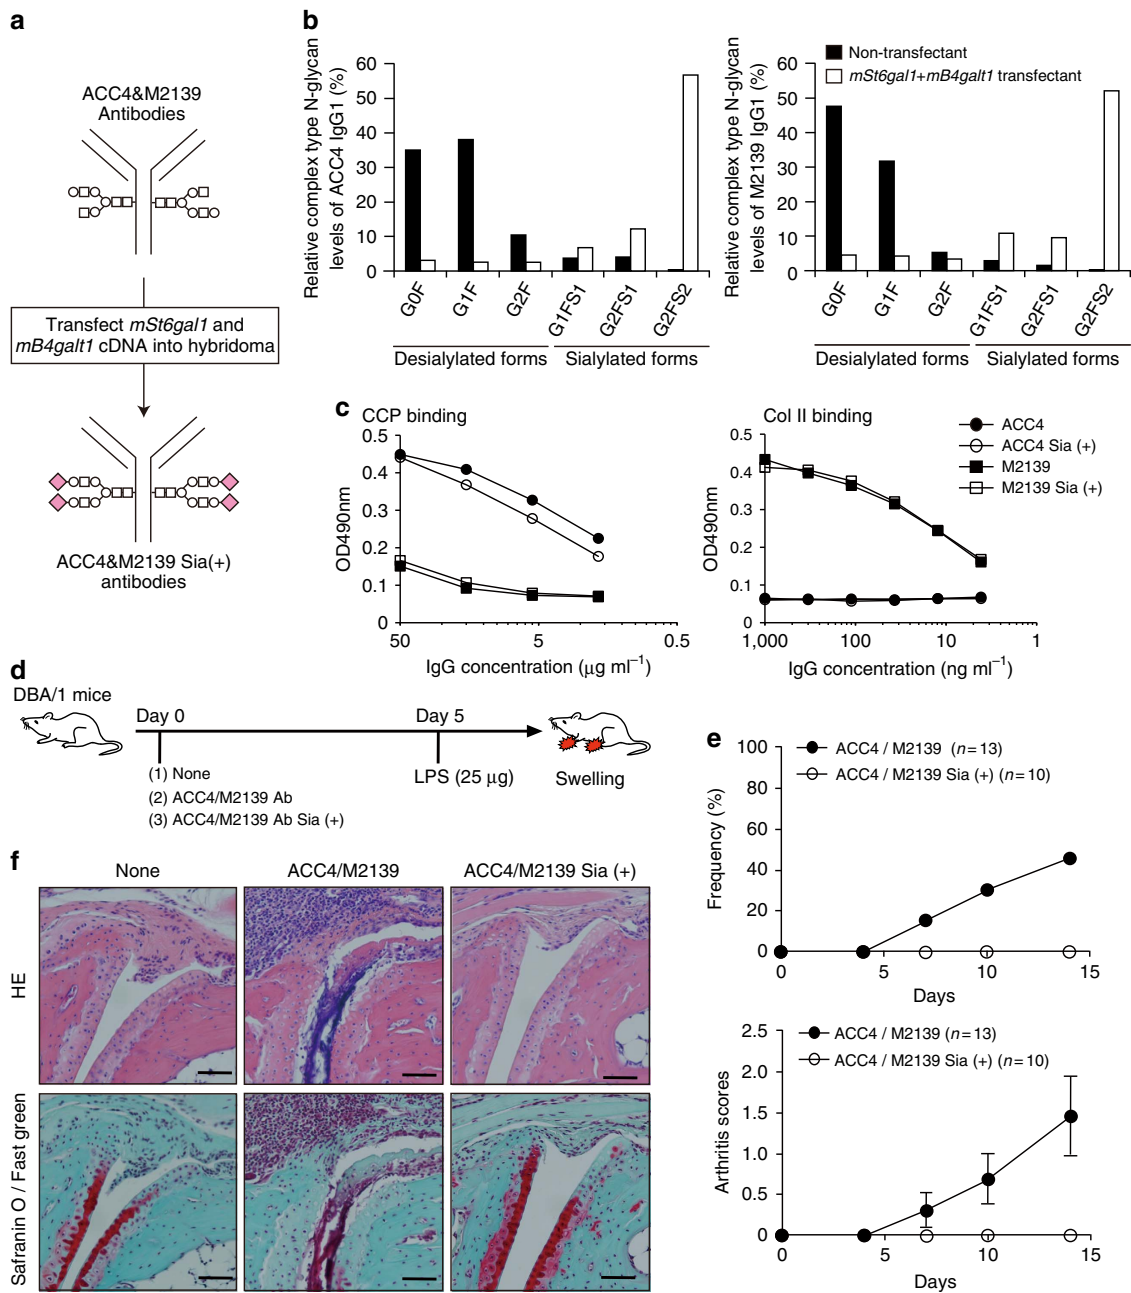 a
ACC4&M2139
Antibodies
Transfect mSt6gal1 and
mB4galt1 cDNA into hybridoma
ACC4&M2139 Sia(+)
antibodies
b
Relative complex type N-glycan
levels of ACC4 IgG1 (%)
60
50
40
30
20
10
0
G0F
G1F
G2F
G1FS1
G2FS1
G2FS2
Desialylated forms
Sialylated forms
Relative complex type N-glycan
levels of M2139 IgG1 (%)
Non-transfectant
mSt6gal1+mB4galt1 transfectant
60
50
40
30
20
10
0
G0F
G1F
G2F
G1FS1
G2FS1
G2FS2
Desialylated forms
Sialylated forms
c
CCP binding
OD490nm
0.5
0.4
0.3
0.2
0.1
0
50
5
0.5
IgG concentration (μg ml−1)
Col II binding
OD490nm
0.5
0.4
0.3
0.2
0.1
0
1,000
100
10
1
IgG concentration (ng ml−1)
ACC4
ACC4 Sia (+)
M2139
M2139 Sia (+)
d
DBA/1 mice
Day 0
Day 5
(1) None
(2) ACC4/M2139 Ab
(3) ACC4/M2139 Ab Sia (+)
LPS (25 μg)
Swelling
e
Frequency (%)
100
80
60
40
20
0
ACC4 / M2139 (n=13)
ACC4 / M2139 Sia (+) (n=10)
0
5
10
15
Days
Arthritis scores
2.5
2.0
1.5
1.0
0.5
0
ACC4 / M2139 (n=13)
ACC4 / M2139 Sia (+) (n=10)
0
5
10
15
Days
f
None
ACC4/M2139
ACC4/M2139 Sia (+)
HE
Safranin O / Fast green